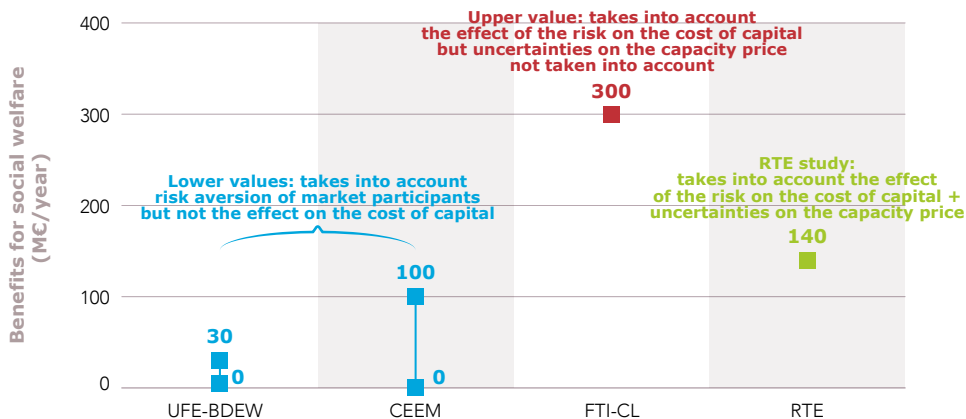 Benefits for social welfare
(M€/year)
400
300
200
100
0
Upper value: takes into account
the effect of the risk on the cost of capital
but uncertainties on the capacity price
not taken into account
300
Lower values: takes into account
risk aversion of market participants
but not the effect on the cost of capital
RTE study:
takes into account the effect
of the risk on the cost of capital +
uncertainties on the capacity price
140
100
0
30
0
UFE-BDEW
CEEM
FTI-CL
RTE